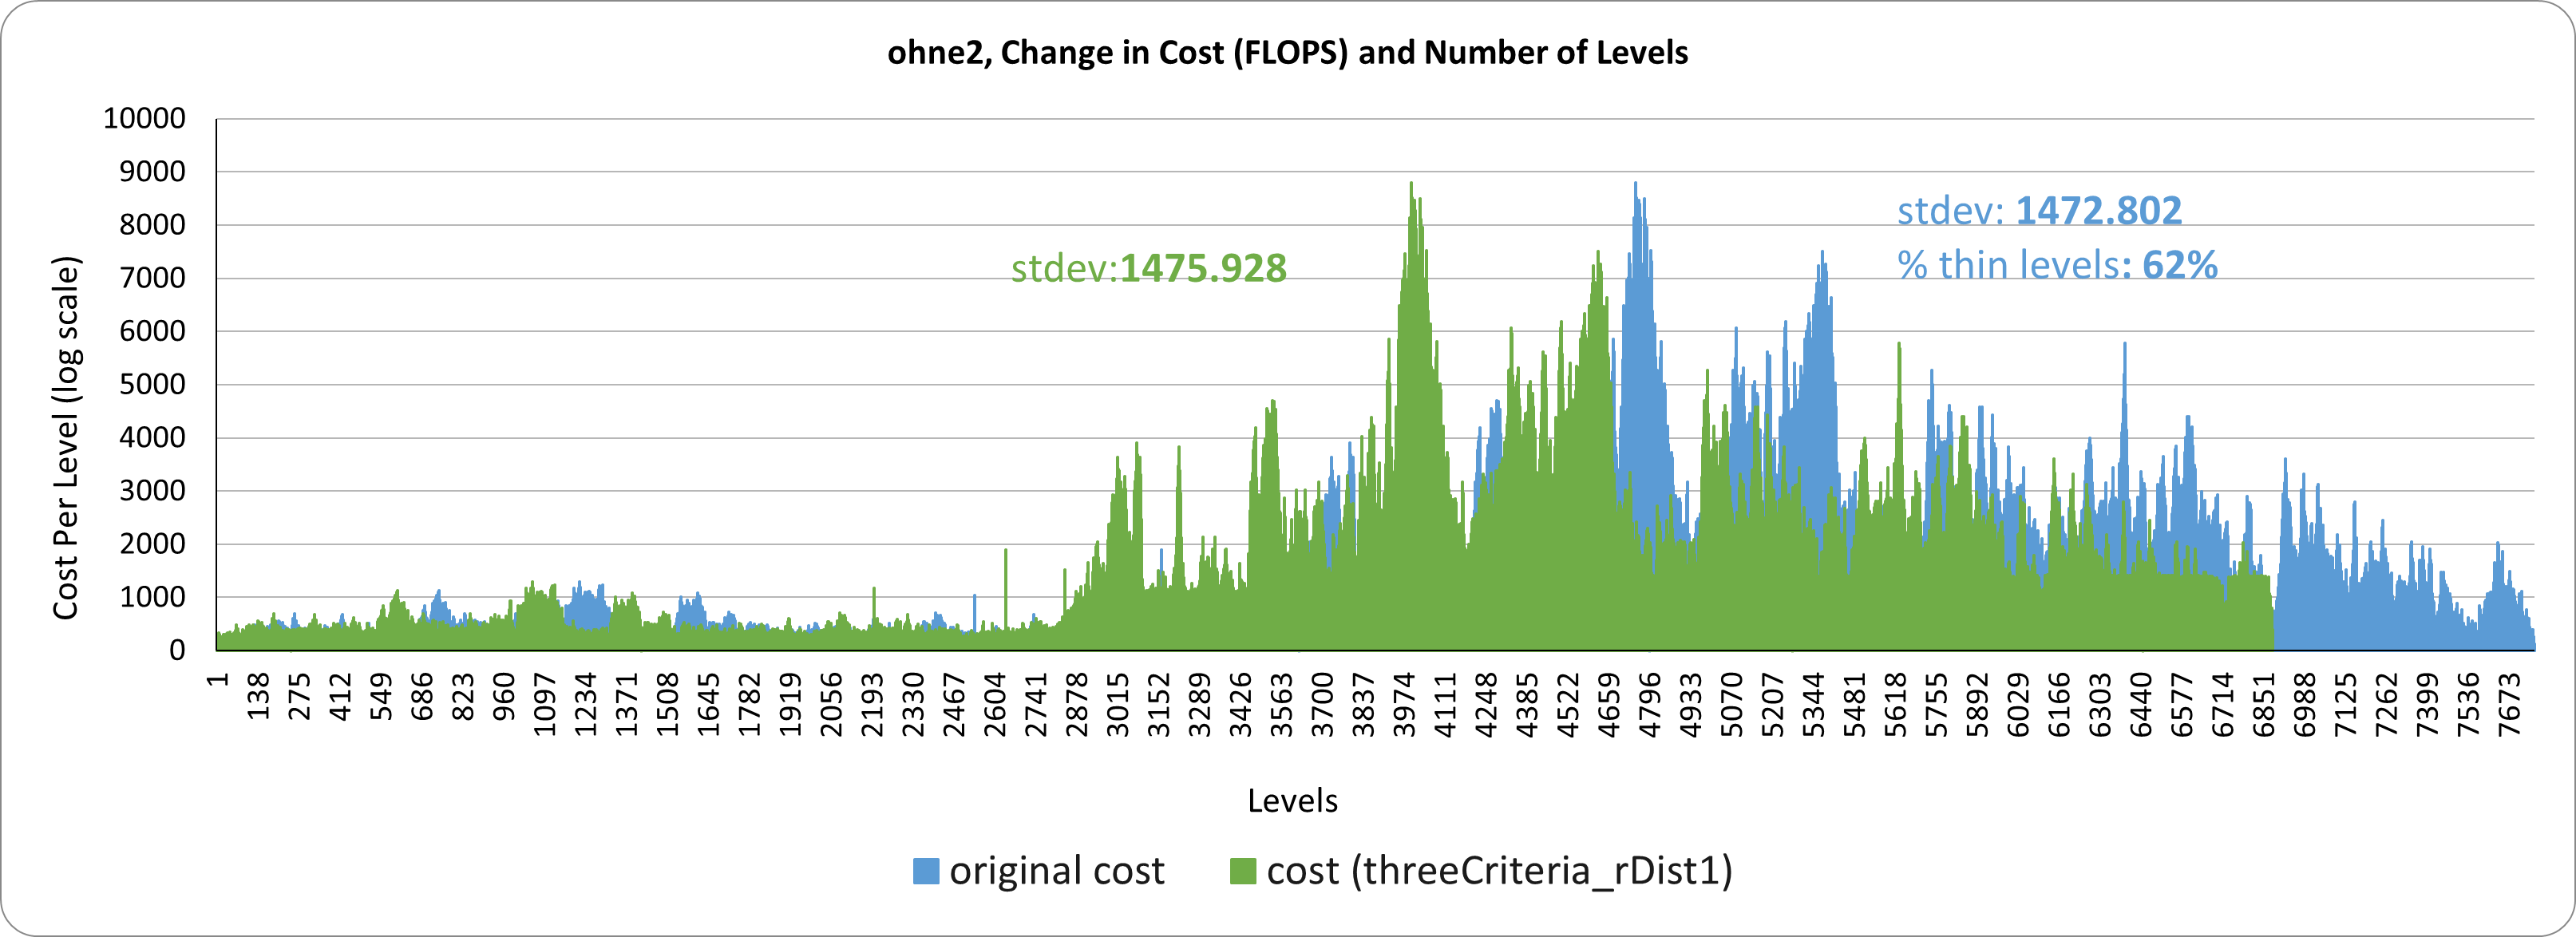 ohne2, Change in Cost (FLOPS) and Number of Levels
10000
9000
8000
7000
6000
5000
4000
3000
2000
1000
0
Cost Per Level (log scale)
stdev:1475.928
stdev: 1472.802
% thin levels: 62%
1 138 275 412 549 686 823 960 1097 1234 1371 1508 1645 1782 1919 2056 2193 2330 2467 2604 2741 2878 3015 3152 3289 3426 3563 3700 3837 3974 4111 4248 4385 4522 4659 4796 4933 5070 5207 5344 5481 5618 5755 5892 6029 6166 6303 6440 6577 6714 6851 6988 7125 7262 7399 7536 7673
Levels
original cost cost (threeCriteria_rDist1)